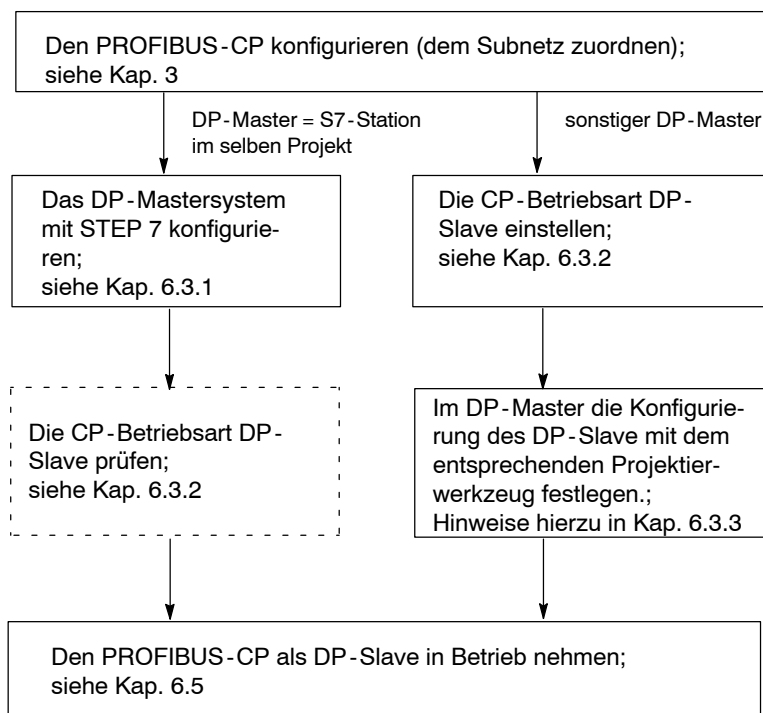 Den PROFIBUS-CP konfigurieren (dem Subnetz zuordnen);
siehe Kap. 3
DP-Master = S7-Station
im selben Projekt
sonstiger DP-Master
Das DP-Mastersystem
mit STEP 7 konfigurie-
ren;
siehe Kap. 6.3.1
Die CP-Betriebsart DP-
Slave einstellen;
siehe Kap. 6.3.2
Die CP-Betriebsart DP-
Slave prüfen;
siehe Kap. 6.3.2
Im DP-Master die Konfigurie-
rung des DP-Slave mit dem
entsprechenden Projektier-
werkzeug festlegen.;
Hinweise hierzu in Kap. 6.3.3
Den PROFIBUS-CP als DP-Slave in Betrieb nehmen;
siehe Kap. 6.5